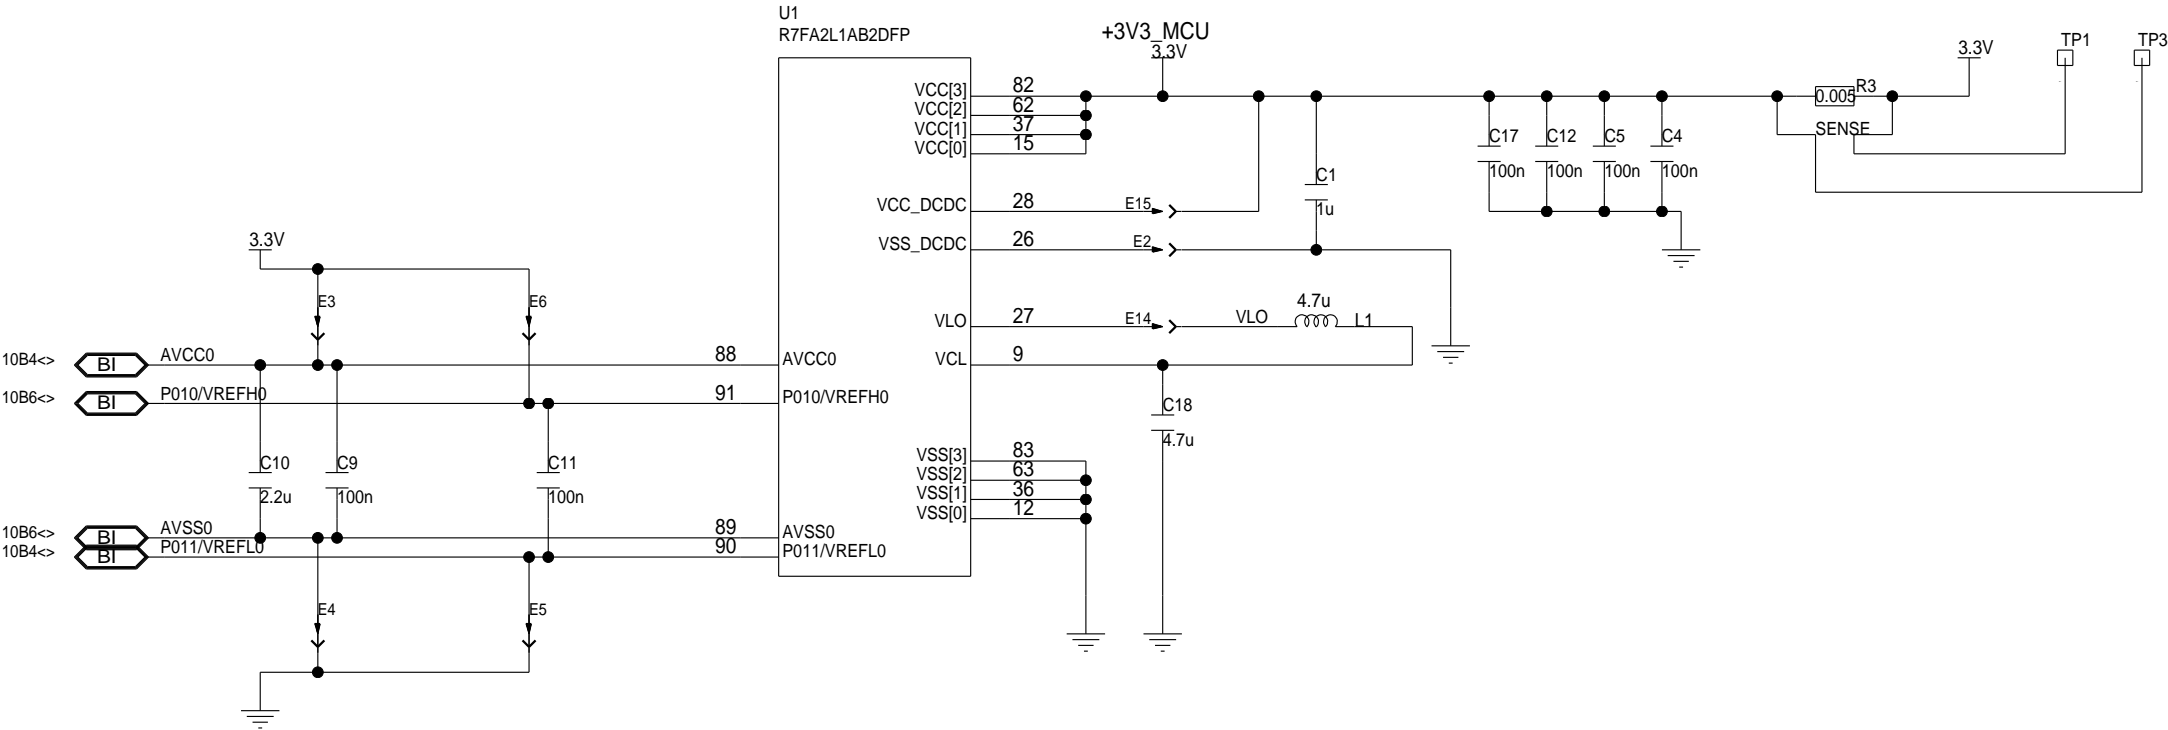 U1
R7FA2L1AB2DFP
+3V3_MCU
3.3V
3.3V
TP1
TP3
VCC[3] 82
VCC[2] 62
VCC[1] 37
VCC[0] 15
0.005 R3
SENSE
C17
100n
C12
100n
C5
100n
C4
100n
C1
1u
VCC_DCDC 28 E15
VSS_DCDC 26 E2
3.3V
E3
E6
VLO 27 E14 VLO 4.7u L1
VCL 9
10B4<> BI AVCC0 88 AVCC0
10B6<> BI P010/VREFH0 91 P010/VREFH0
C18
4.7u
C10
2.2u
C9
100n
C11
100n
VSS[3] 83
VSS[2] 63
VSS[1] 36
VSS[0] 12
10B6<> BI AVSS0 89 AVSS0
10B4<> BI P011/VREFL0 90 P011/VREFL0
E4
E5